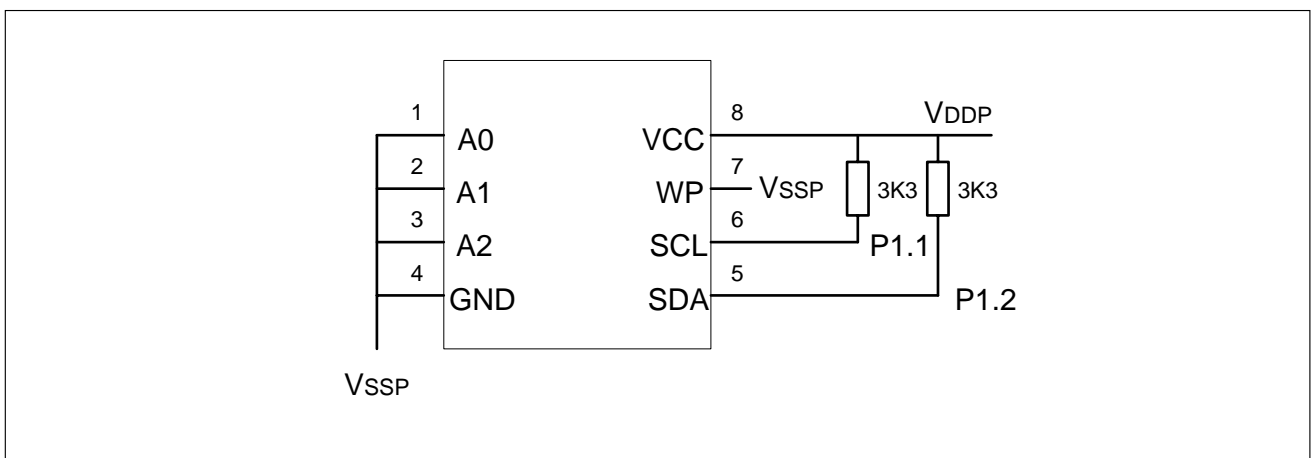 1 A0 VCC 8 VDDP
2 A1 WP 7 VSSP 3K3 3K3
3 A2 SCL 6 P1.1
4 GND SDA 5 P1.2
VSSP